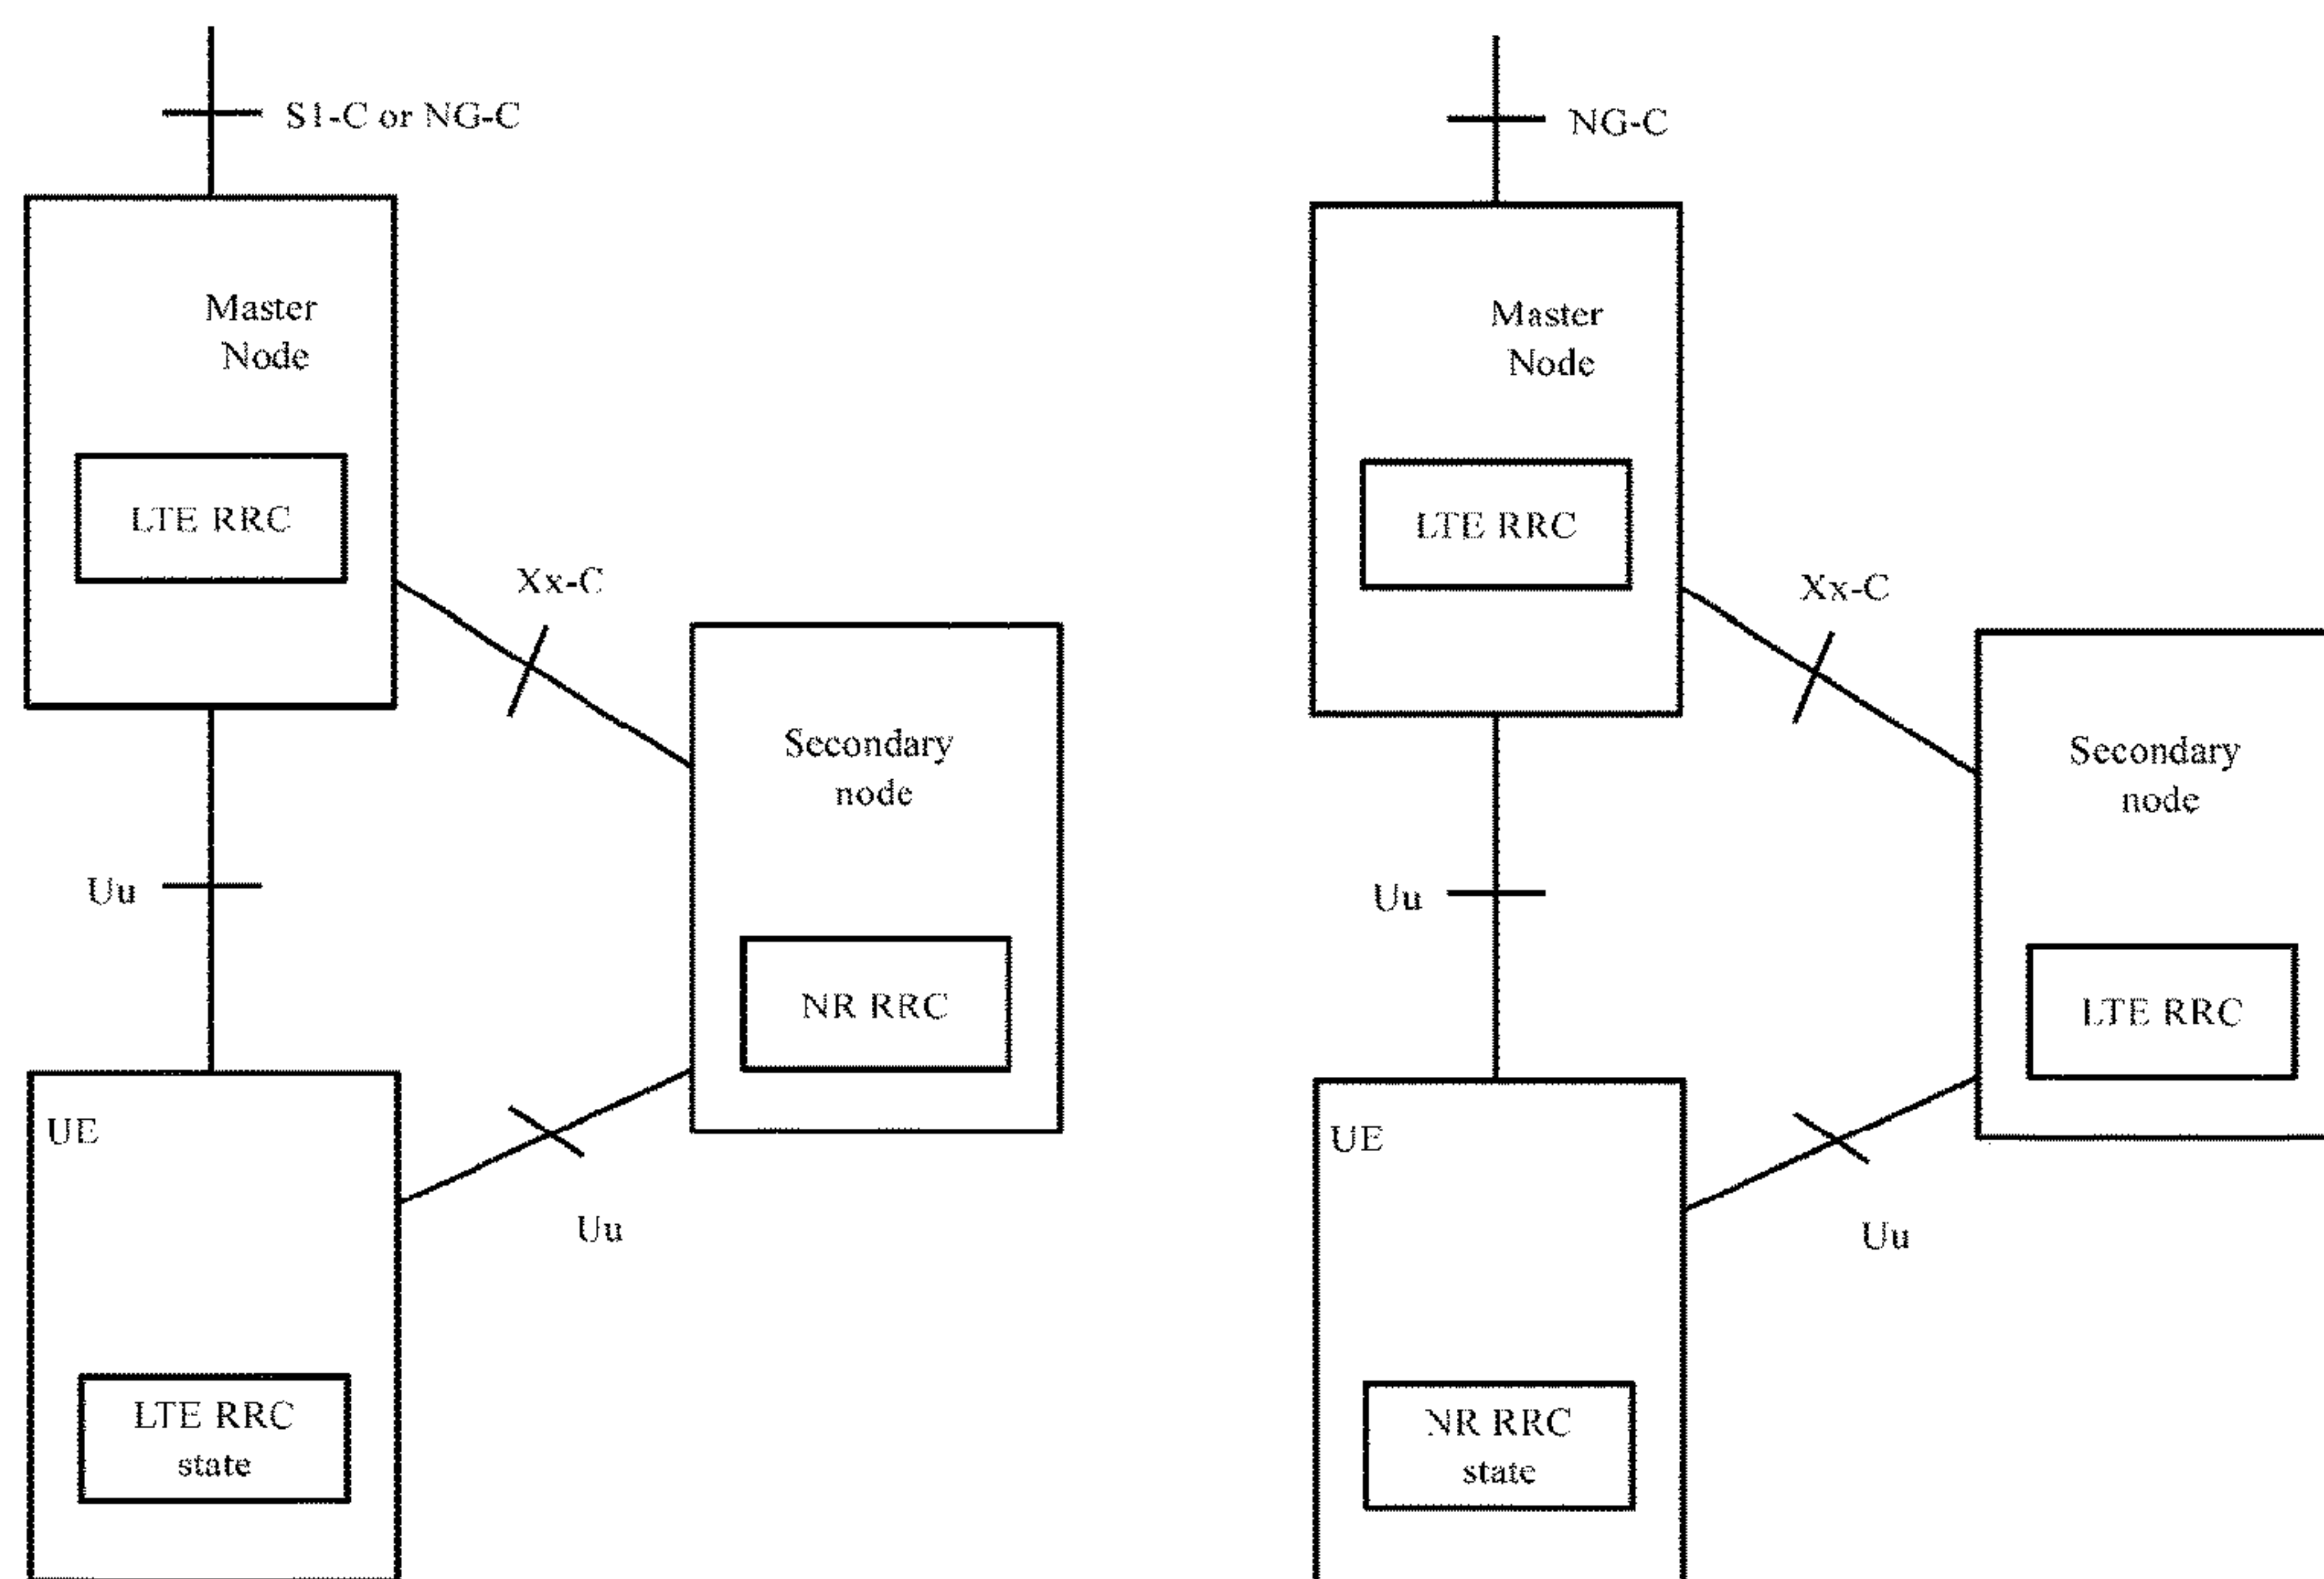 S1-C or NG-C
Master
Node
LTE RRC
Xx-C
Secondary
node
NR RRC
Uu
UE
Uu
LTE RRC
state
NG-C
Master
Node
LTE RRC
Xx-C
Secondary
node
LTE RRC
Uu
UE
Uu
NR RRC
state